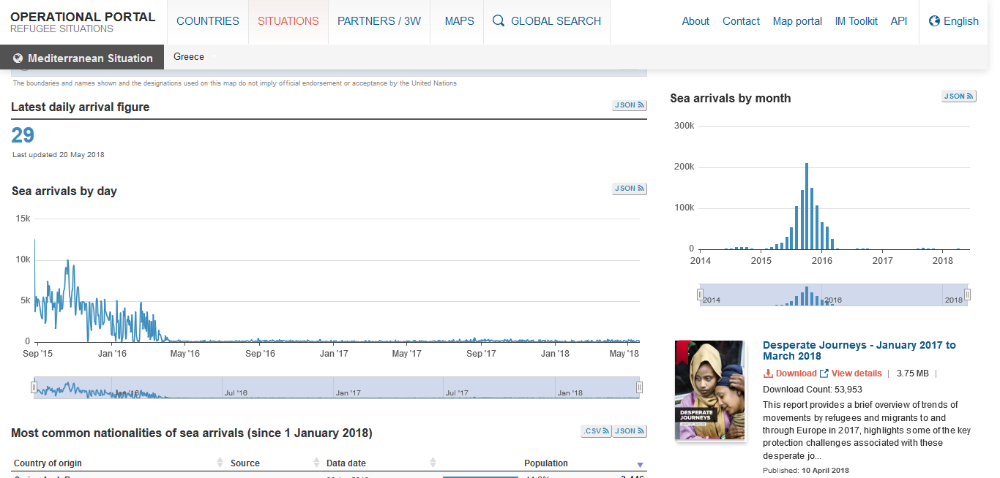 OPERATIONAL PORTAL
REFUGEE SITUATIONS
COUNTRIES
SITUATIONS
PARTNERS / 3W
MAPS
GLOBAL SEARCH
About
Contact
Map portal
IM Toolkit
API
English
Mediterranean Situation
Greece
The boundaries and names shown and the designations used on this map do not imply official endorsement or acceptance by the United Nations
Latest daily arrival figure
JSON
29
Last updated 20 May 2018
Sea arrivals by day
JSON
15k
10k
5k
0
Sep '15
Jan '16
May '16
Sep '16
Jan '17
May '17
Sep '17
Jan '18
May '18
Jan '16
Jul '16
Jan '17
Jul '17
Jan '18
Most common nationalities of sea arrivals (since 1 January 2018)
.CSV
JSON
Country of origin
Source
Data date
Population
Sea arrivals by month
JSON
300k
200k
100k
0
2014
2015
2016
2017
2018
2014
2016
2018
DESPERATE
JOURNEYS
Desperate Journeys - January 2017 to
March 2018
Download
View details
| 3.75 MB |
Download Count: 53,953
This report provides a brief overview of trends of
movements by refugees and migrants to and
through Europe in 2017, highlights some of the key
protection challenges associated with these
desperate jo...
Published: 10 April 2018